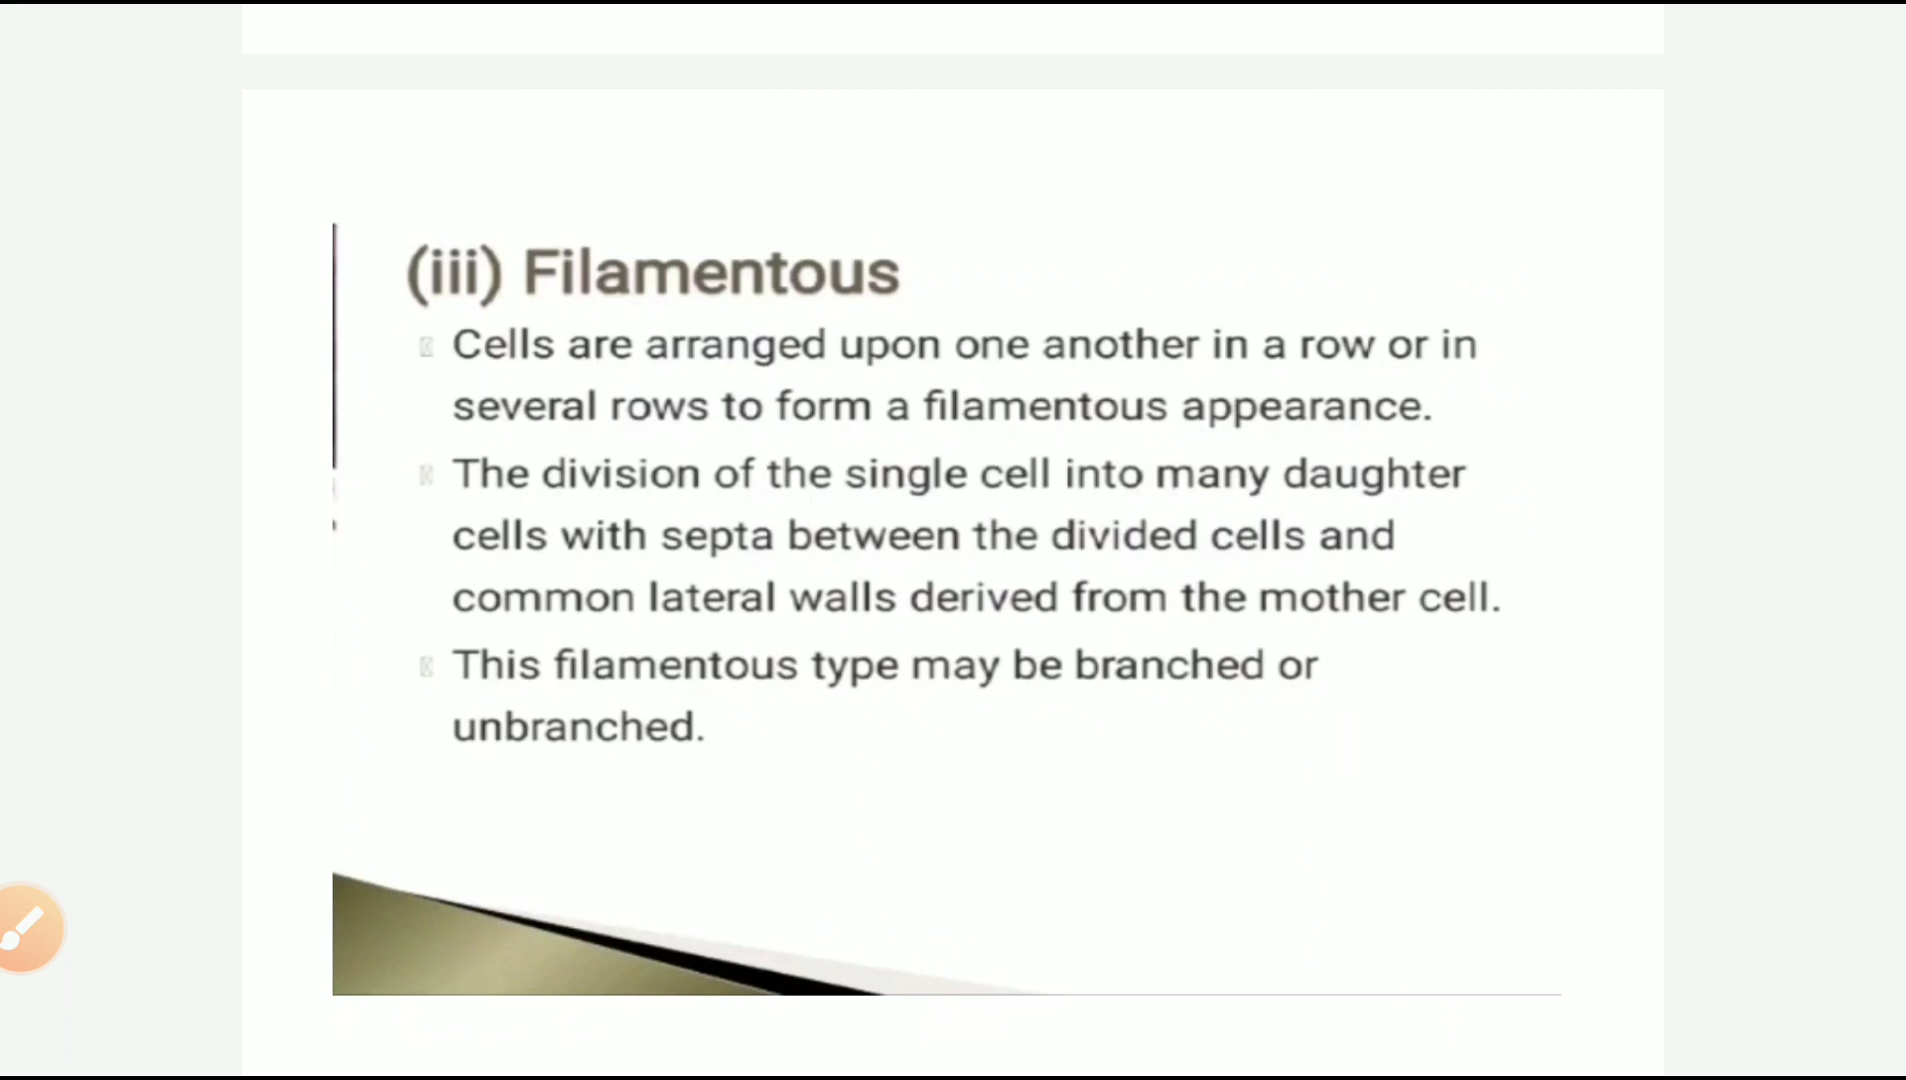 (iii) Filamentous
Cells are arranged upon one another in a row or in
several rows to form a filamentous appearance.
The division of the single cell into many daughter
cells with septa between the divided cells and
common lateral walls derived from the mother cell.
This filamentous type may be branched or
unbranched.